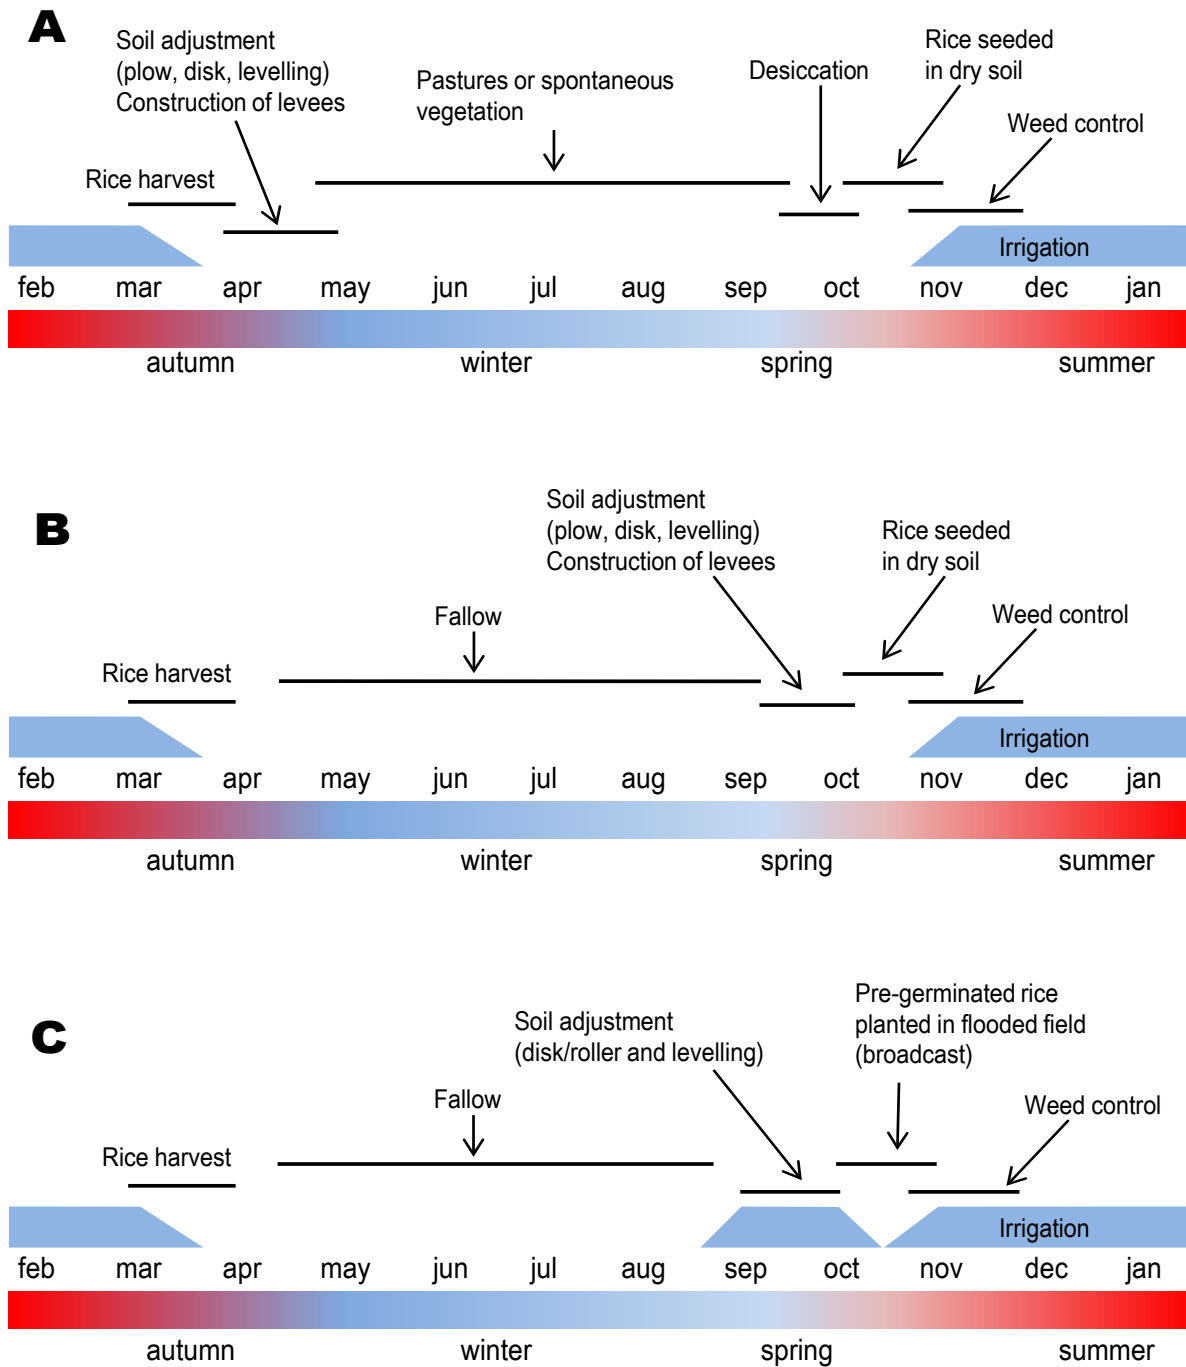 A
Soil adjustment
(plow, disk, levelling)
Construction of levees
Pastures or spontaneous
vegetation
Desiccation
Rice seeded
in dry soil
Weed control
Rice harvest
Irrigation
feb mar apr may jun jul aug sep oct nov dec jan
autumn winter spring summer
B
Soil adjustment
(plow, disk, levelling)
Construction of levees
Rice seeded
in dry soil
Fallow
Weed control
Rice harvest
Irrigation
feb mar apr may jun jul aug sep oct nov dec jan
autumn winter spring summer
C
Soil adjustment
(disk/roller and levelling)
Pre-germinated rice
planted in flooded field
(broadcast)
Fallow
Weed control
Rice harvest
Irrigation
feb mar apr may jun jul aug sep oct nov dec jan
autumn winter spring summer